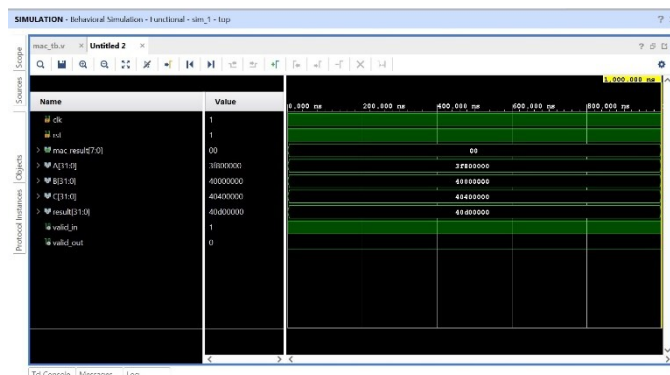 SIMULATION - Behavioral Simulation - Functional - sim_1 - top
?
mac_tb.v × Untitled 2 ×
Scope
Sources
Objects
Protocol Instances
1,000.000 ns
Name Value
0.000 ns 200.000 ns 400.000 ns 600.000 ns 800.000 ns
clk 1
rst 1
> mac result[7:0] 00 00
> A[31:0] 3f800000 3f800000
> B[31:0] 40000000 40000000
> C[31:0] 40400000 40400000
> result[31:0] 40d00000 40d00000
valid_in 1
valid_out 0
Tcl Console Messages Log